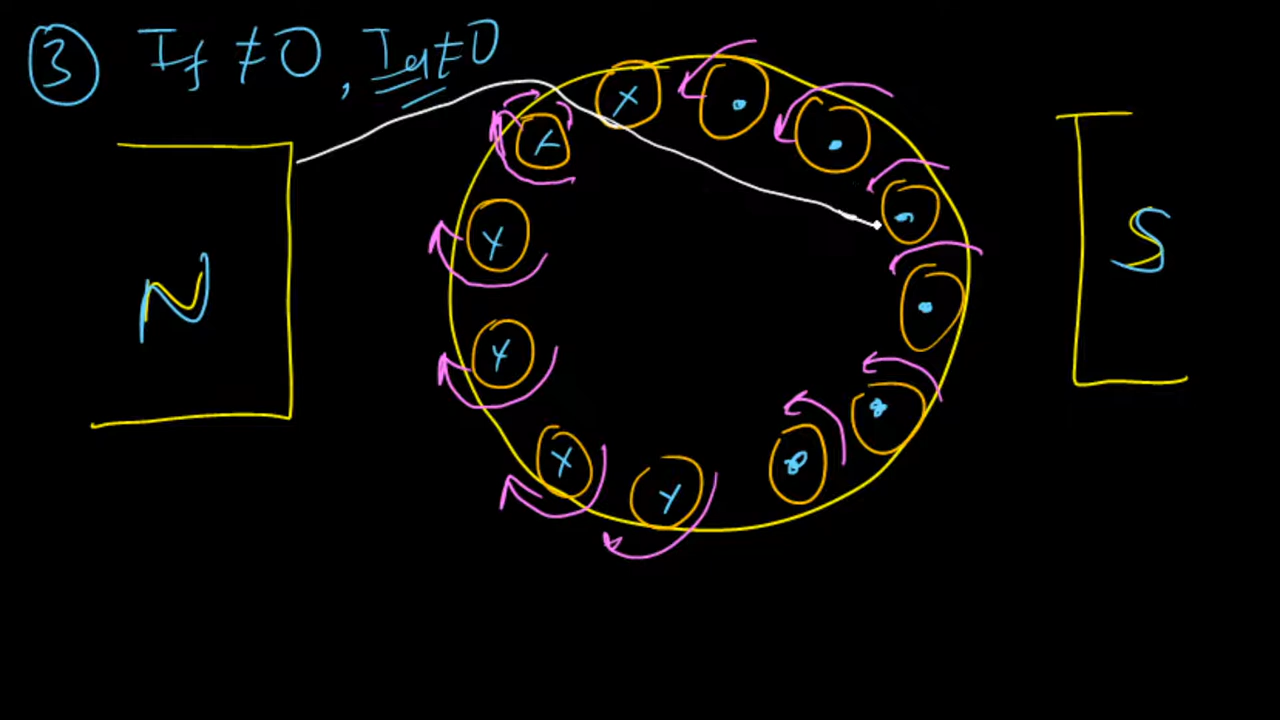 ③ If ≠ 0, Ia ≠ 0
N
S